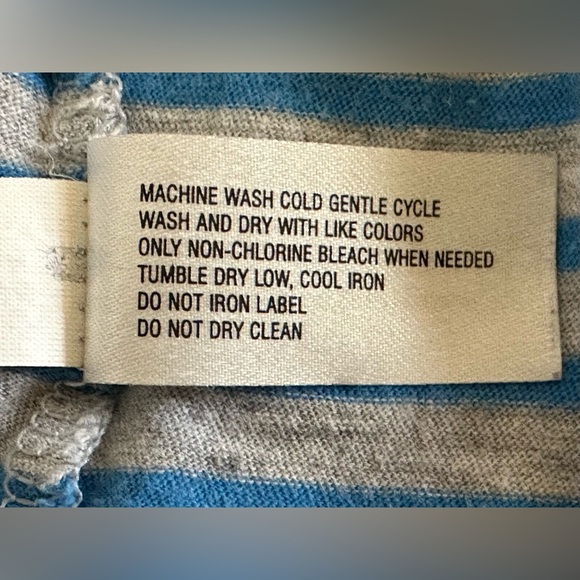 MACHINE WASH COLD GENTLE CYCLE
WASH AND DRY WITH LIKE COLORS
ONLY NON-CHLORINE BLEACH WHEN NEEDED
TUMBLE DRY LOW, COOL IRON
DO NOT IRON LABEL
DO NOT DRY CLEAN